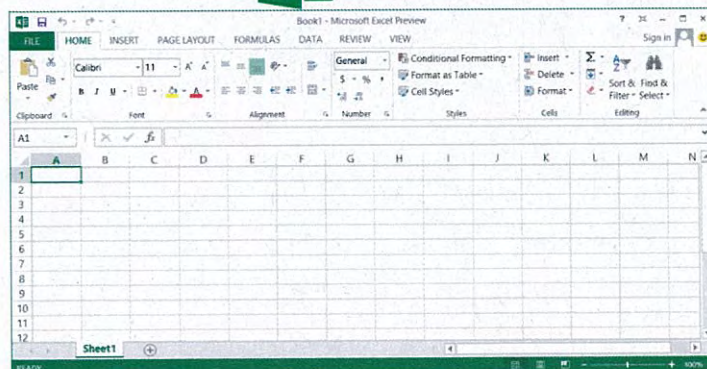 Book1 - Microsoft Excel Preview
?
Sign in
FILE HOME INSERT PAGE LAYOUT FORMULAS DATA REVIEW VIEW
Paste
Calibri 11 A A
B I U A
General
$ % ,
Conditional Formatting
Format as Table
Cell Styles
Insert
Delete
Format
Σ
Sort & Filter
Find & Select
Clipboard Font Alignment Number Styles Cells Editing
A1 fx
A B C D E F G H I J K L M N
1
2
3
4
5
6
7
8
9
10
11
12
Sheet1
READY 100%